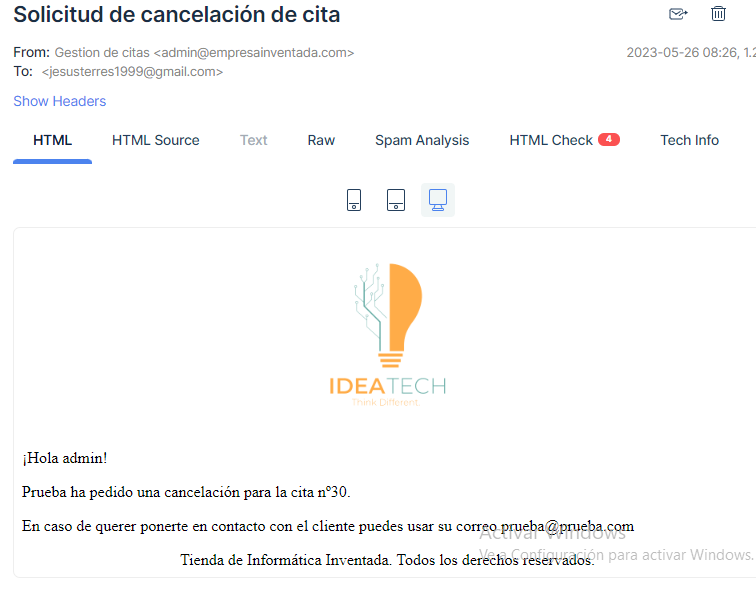 Solicitud de cancelación de cita
From: Gestion de citas <admin@empresainventada.com>
2023-05-26 08:26, 1.2
To: <jesusterres1999@gmail.com>
Show Headers
HTML HTML Source Text Raw Spam Analysis HTML Check 4 Tech Info
IDEATECH
Think Different.
¡Hola admin!
Prueba ha pedido una cancelación para la cita nº30.
En caso de querer ponerte en contacto con el cliente puedes usar su correo prueba@prueba.com
Activar Windows
Ve a Configuración para activar Windows.
Tienda de Informática Inventada. Todos los derechos reservados.